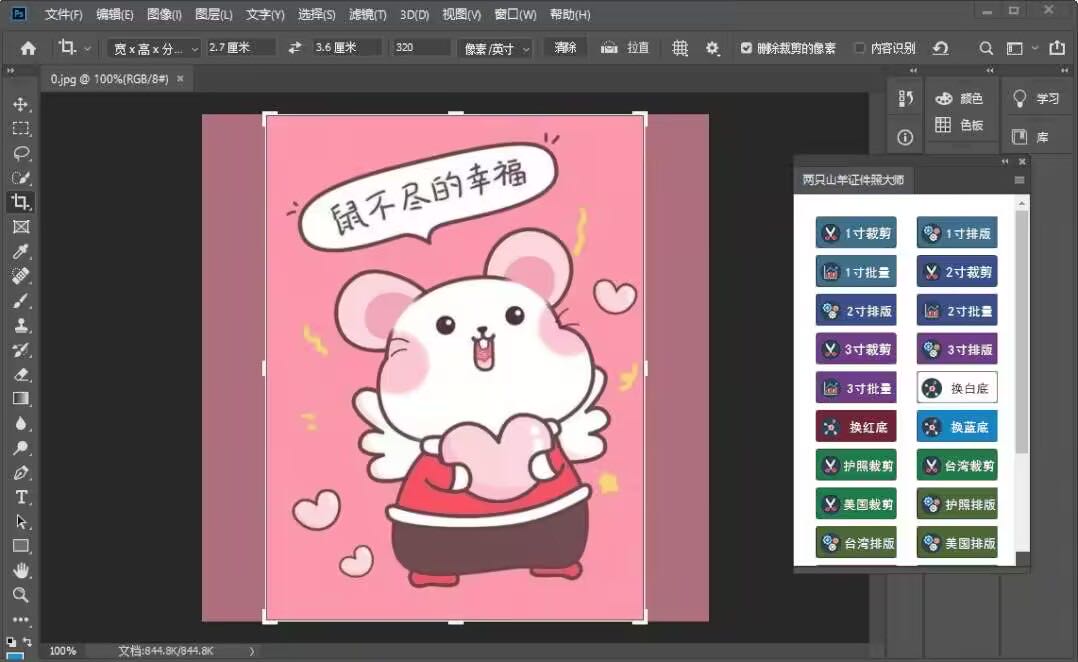 Ps 文件(F) 编辑(E) 图像(I) 图层(L) 文字(Y) 选择(S) 滤镜(T) 3D(D) 视图(V) 窗口(W) 帮助(H)
宽 x 高 x 分... 2.7 厘米 3.6 厘米 320 像素/英寸 清除 拉直 删除裁剪的像素 内容识别
0.jpg @ 100%(RGB/8#) ×
颜色 学习
色板 库
鼠不尽的幸福
两只山羊证件照大师
1寸裁剪 1寸排版
1寸批量 2寸裁剪
2寸排版 2寸批量
3寸裁剪 3寸排版
3寸批量 换白底
换红底 换蓝底
护照裁剪 台湾裁剪
美国裁剪 护照排版
台湾排版 美国排版
100% 文档:844.8K/844.8K